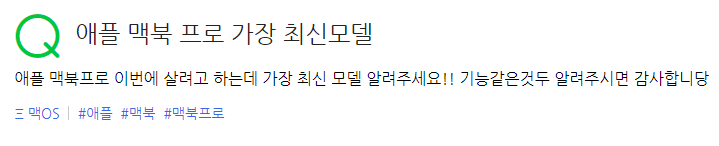 애플 맥북 프로 가장 최신모델
애플 맥북프로 이번에 살려고 하는데 가장 최신 모델 알려주세요!! 기능같은것두 알려주시면 감사합니당
맥OS | #애플 #맥북 #맥북프로